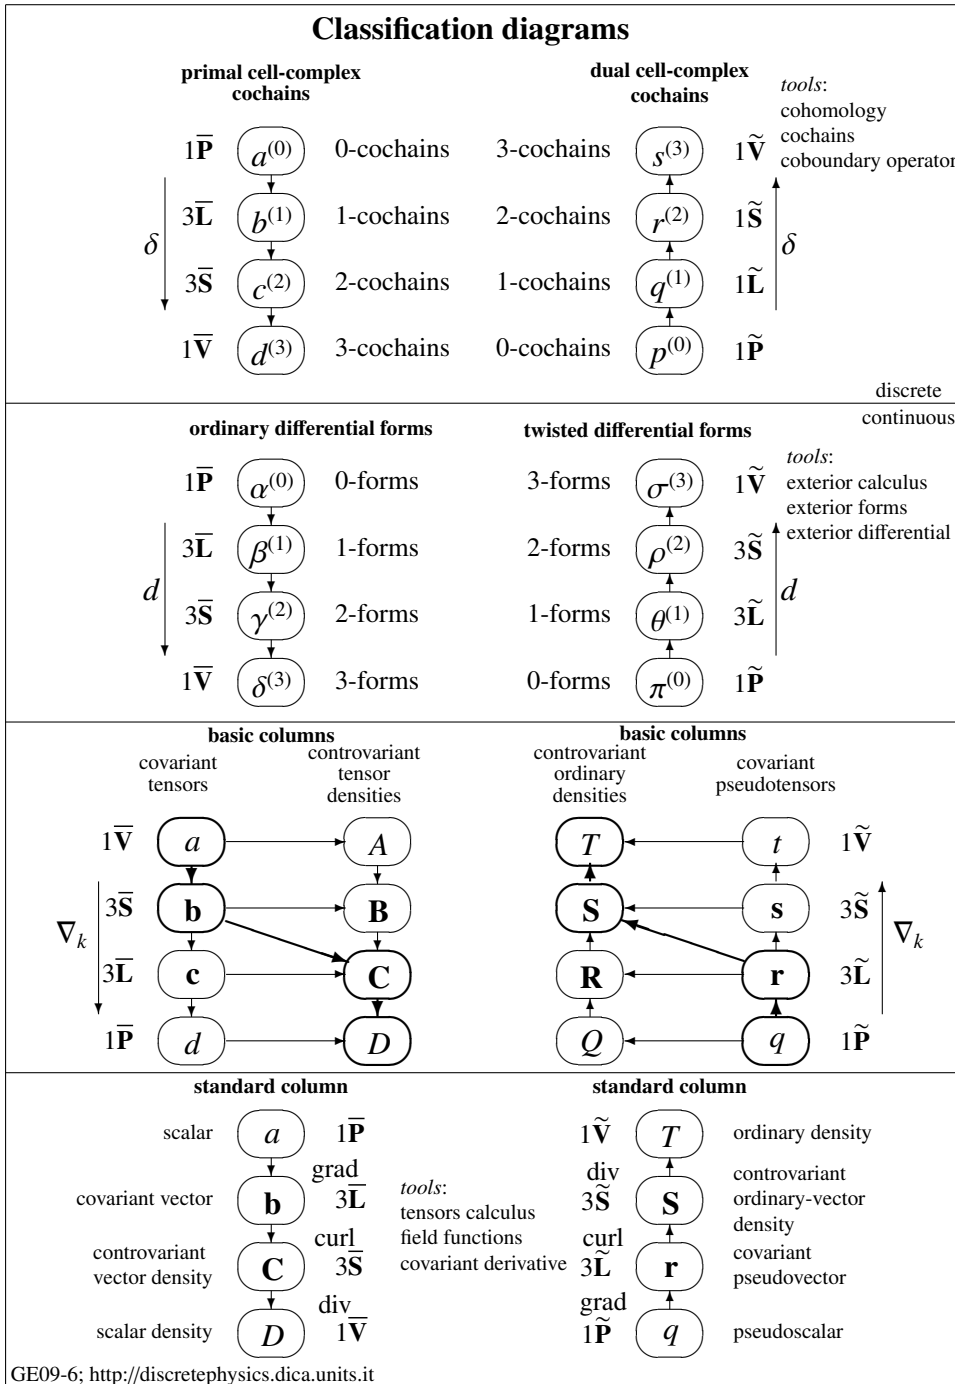 Classification diagrams
primal cell-complex
cochains
dual cell-complex
cochains
tools:
cohomology
cochains
coboundary operator
1P̅ a(0) 0-cochains 3-cochains s(3) 1Ṽ
3L̅ b(1) 1-cochains 2-cochains r(2) 1S̃
δ δ
3S̅ c(2) 2-cochains 1-cochains q(1) 1L̃
1V̅ d(3) 3-cochains 0-cochains p(0) 1P̃
discrete
continuous
ordinary differential forms twisted differential forms
tools:
exterior calculus
exterior forms
exterior differential
1P̅ α(0) 0-forms 3-forms σ(3) 1Ṽ
3L̅ β(1) 1-forms 2-forms ρ(2) 3S̃
d d
3S̅ γ(2) 2-forms 1-forms θ(1) 3L̃
1V̅ δ(3) 3-forms 0-forms π(0) 1P̃
basic columns basic columns
covariant
tensors
controvariant
tensor
densities
controvariant
ordinary
densities
covariant
pseudotensors
1V̅ a A T t 1Ṽ
3S̅ b B S s 3S̃
∇k ∇k
3L̅ c C R r 3L̃
1P̅ d D Q q 1P̃
standard column standard column
scalar a 1P̅
grad
covariant vector b 3L̅
curl
controvariant
vector density C 3S̅
div
scalar density D 1V̅
tools:
tensors calculus
field functions
covariant derivative
1Ṽ T ordinary density
div
3S̃ S controvariant
ordinary-vector
density
curl
3L̃ r covariant
pseudovector
grad
1P̃ q pseudoscalar
GE09-6; http://discretephysics.dica.units.it